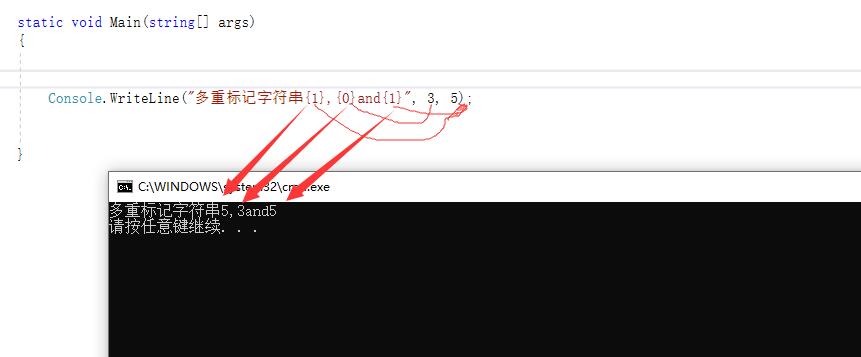 static void Main(string[] args)
{
Console.WriteLine("多重标记字符串{1},{0}and{1}", 3, 5);
}
C:\WINDOWS\system32\cmd.exe
多重标记字符串5,3and5
请按任意键继续. . .